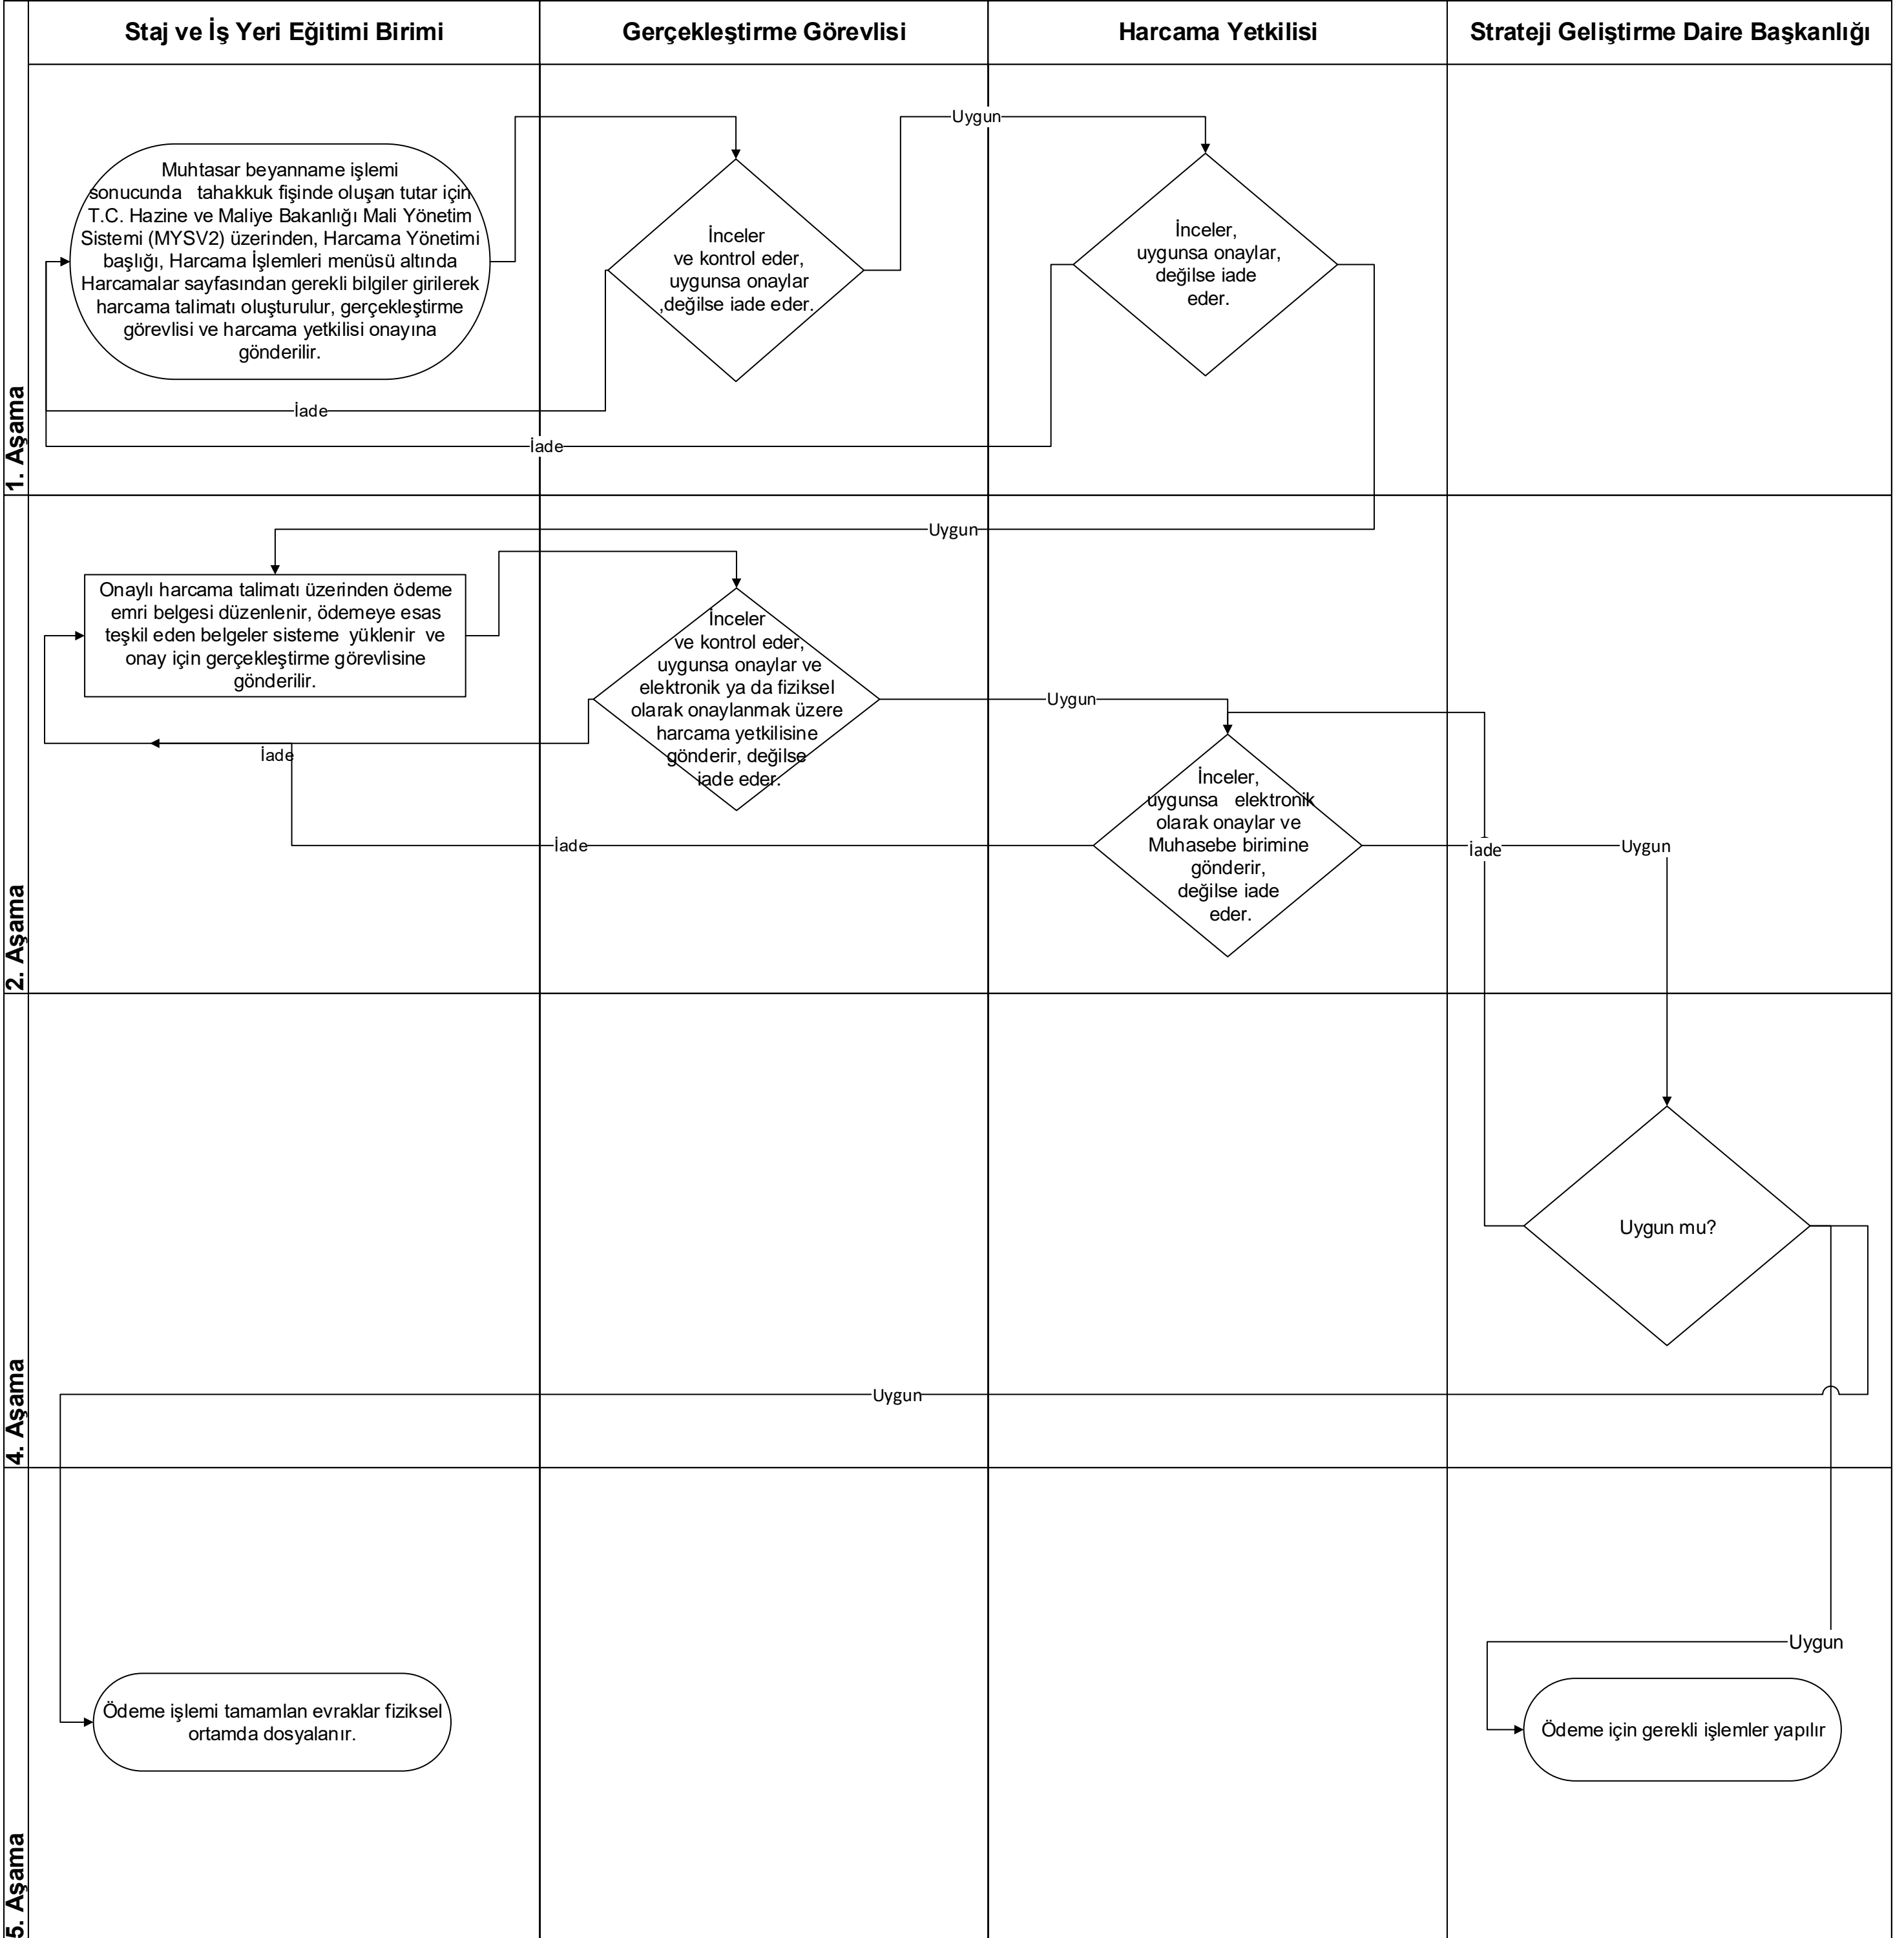 Staj ve İş Yeri Eğitimi Birimi
Gerçekleştirme Görevlisi
Harcama Yetkilisi
Strateji Geliştirme Daire Başkanlığı
1. Aşama
Muhtasar beyanname işlemi
sonucunda tahakkuk fişinde oluşan tutar için
T.C. Hazine ve Maliye Bakanlığı Mali Yönetim
Sistemi (MYSV2) üzerinden, Harcama Yönetimi
başlığı, Harcama İşlemleri menüsü altında
Harcamalar sayfasından gerekli bilgiler girilerek
harcama talimatı oluşturulur, gerçekleştirme
görevlisi ve harcama yetkilisi onayına
gönderilir.
İnceler
ve kontrol eder,
uygunsa onaylar
,değilse iade eder.
Uygun
İnceler,
uygunsa onaylar,
değilse iade
eder.
İade
İade
2. Aşama
Uygun
Onaylı harcama talimatı üzerinden ödeme
emri belgesi düzenlenir, ödemeye esas
teşkil eden belgeler sisteme yüklenir ve
onay için gerçekleştirme görevlisine
gönderilir.
İnceler
ve kontrol eder,
uygunsa onaylar ve
elektronik ya da fiziksel
olarak onaylanmak üzere
harcama yetkilisine
gönderir, değilse
iade eder.
Uygun
İade
İnceler,
uygunsa elektronik
olarak onaylar ve
Muhasebe birimine
gönderir,
değilse iade
eder.
İade
İade
Uygun
4. Aşama
Uygun mu?
Uygun
5. Aşama
Uygun
Ödeme işlemi tamamlan evraklar fiziksel
ortamda dosyalanır.
Ödeme için gerekli işlemler yapılır